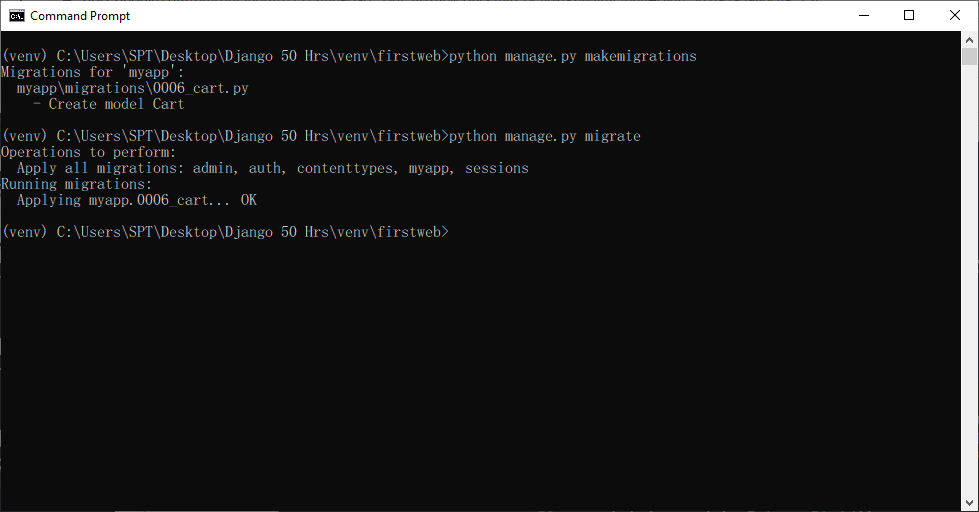 Command Prompt
(venv) C:\Users\SPT\Desktop\Django 50 Hrs\venv\firstweb>python manage.py makemigrations
Migrations for 'myapp':
  myapp\migrations\0006_cart.py
    - Create model Cart
(venv) C:\Users\SPT\Desktop\Django 50 Hrs\venv\firstweb>python manage.py migrate
Operations to perform:
  Apply all migrations: admin, auth, contenttypes, myapp, sessions
Running migrations:
  Applying myapp.0006_cart... OK
(venv) C:\Users\SPT\Desktop\Django 50 Hrs\venv\firstweb>